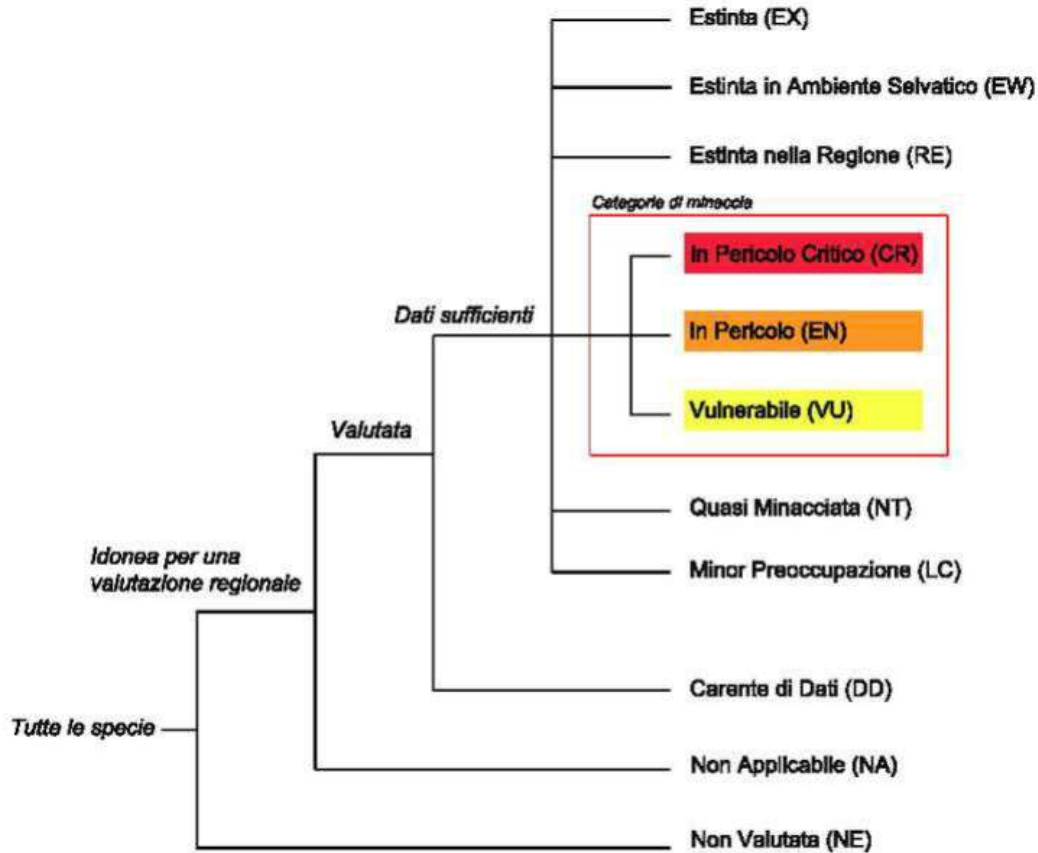 Estinta (EX)
Estinta in Ambiente Selvatico (EW)
Estinta nella Regione (RE)
Categorie di minaccia
In Pericolo Critico (CR)
Dati sufficienti
In Pericolo (EN)
Vulnerabile (VU)
Valutata
Quasi Minacciata (NT)
Idonea per una
valutazione regionale
Minor Preoccupazione (LC)
Carente di Dati (DD)
Tutte le specie
Non Applicabile (NA)
Non Valutata (NE)